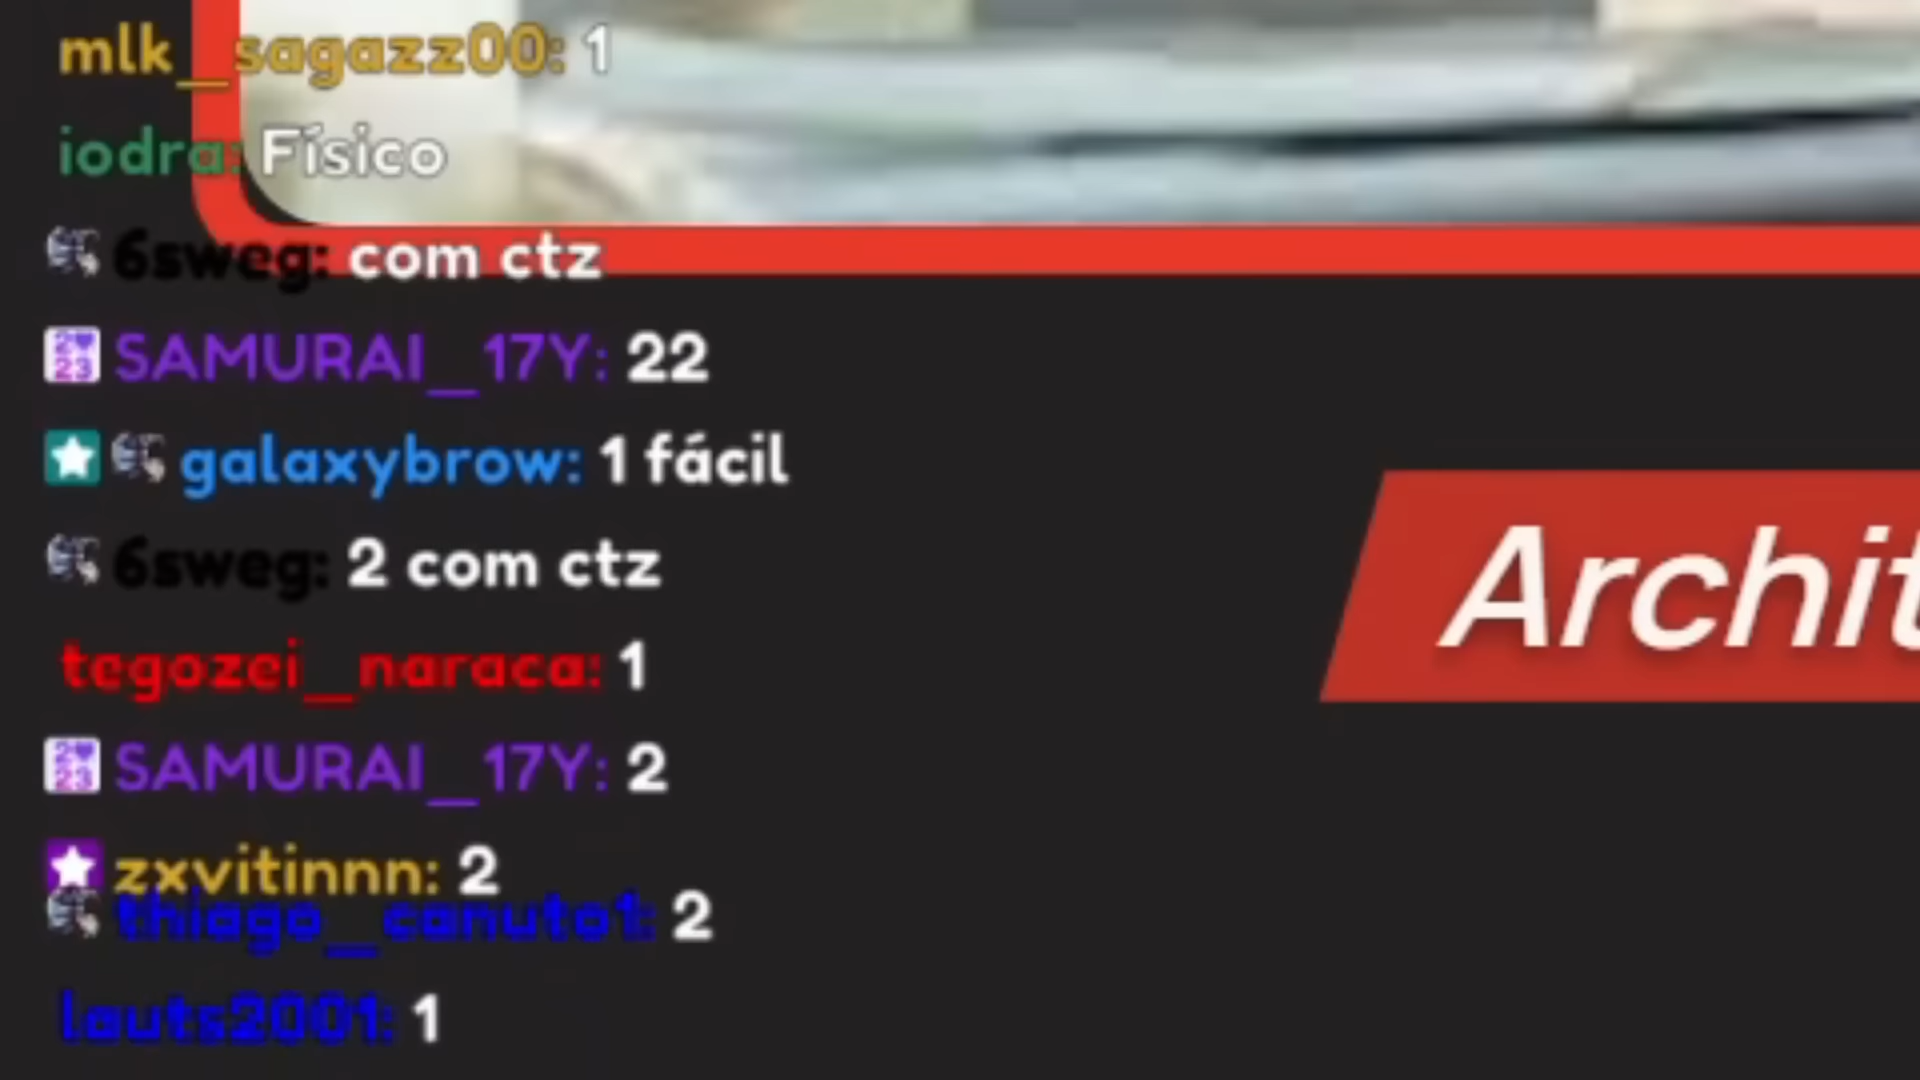 mlk_sagazz00: 1
iodra: Físico
6sweg: com ctz
SAMURAI_17Y: 22
galaxybrow: 1 fácil
6sweg: 2 com ctz
Archit
tegozei_naraca: 1
SAMURAI_17Y: 2
zxvitinnn: 2
thiago_canuto1: 2
lauts2001: 1